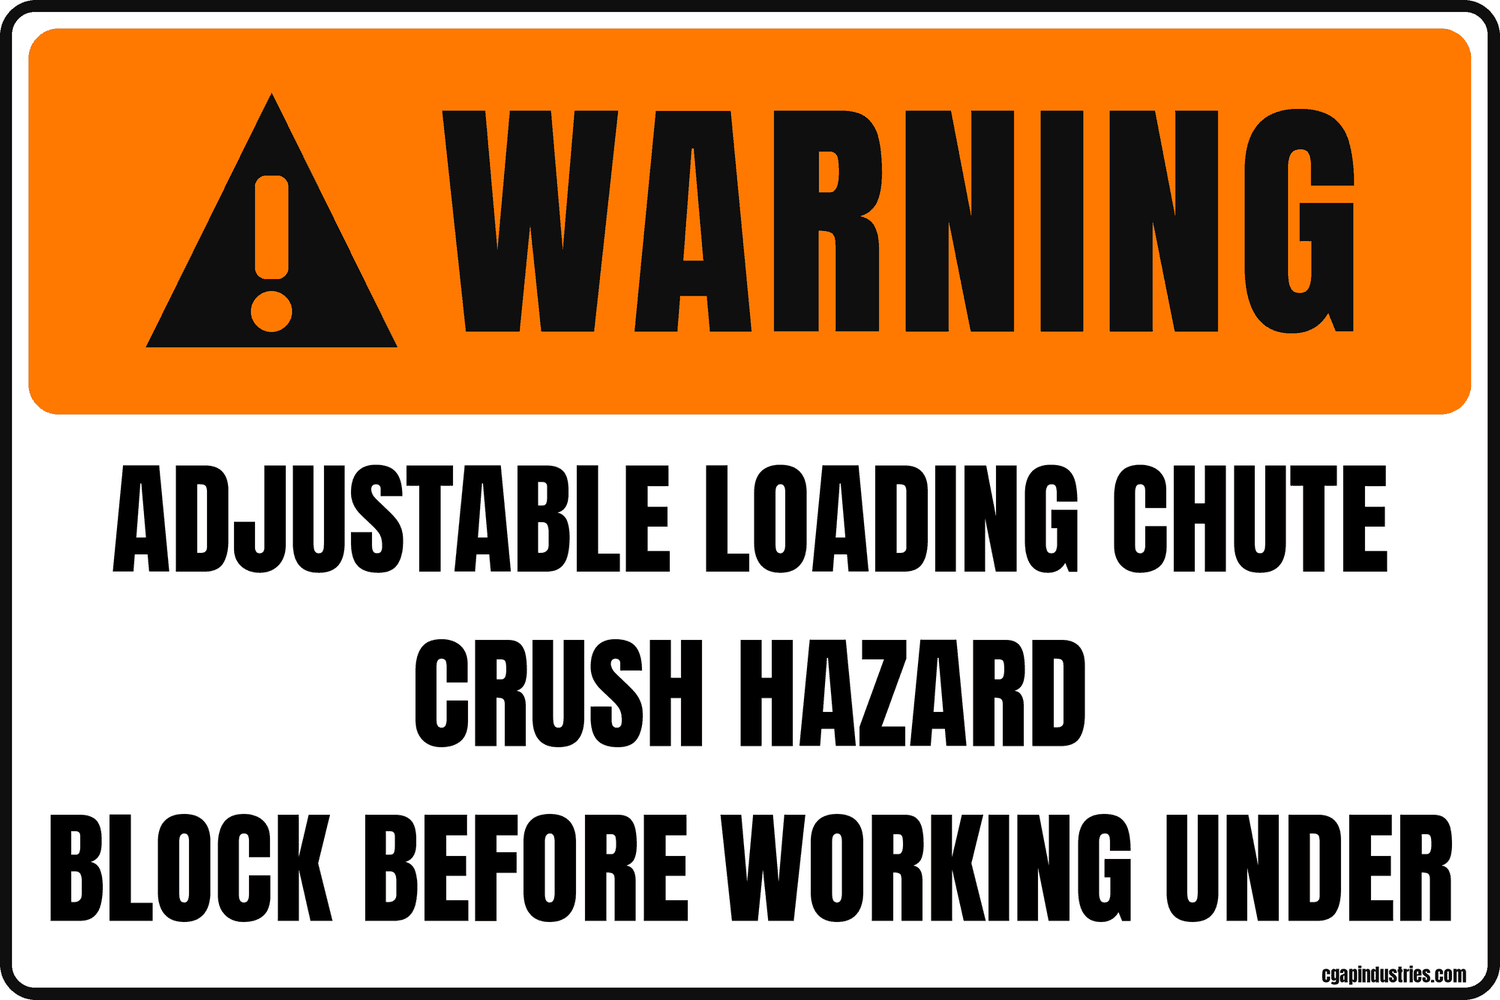 WARNING
ADJUSTABLE LOADING CHUTE
CRUSH HAZARD
BLOCK BEFORE WORKING UNDER
cgapindustries.com